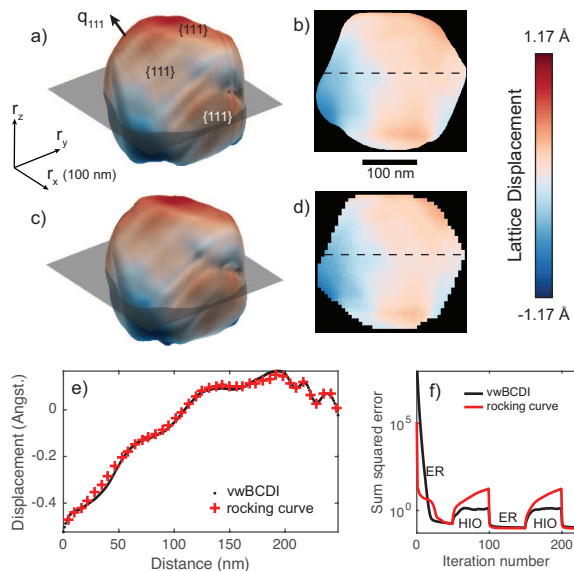 a)
q111
{111}
{111}
{111}
rz
ry
rx (100 nm)
b)
100 nm
c)
d)
1.17 Å
Lattice Displacement
-1.17 Å
e)
Displacement (Angst.)
0
-0.2
-0.4
vwBCDI
rocking curve
0 50 100 150 200
Distance (nm)
f)
Sum squared error
10^5
10^0
vwBCDI
rocking curve
ER
HIO
ER
HIO
0 100 200
Iteration number